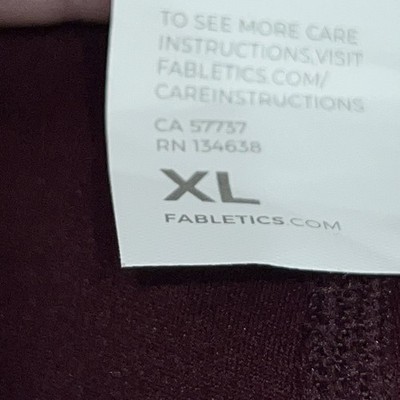 TO SEE MORE CARE
INSTRUCTIONS,VISIT
FABLETICS.COM/
CAREINSTRUCTIONS
CA 57737
RN 134638
XL
FABLETICS.COM